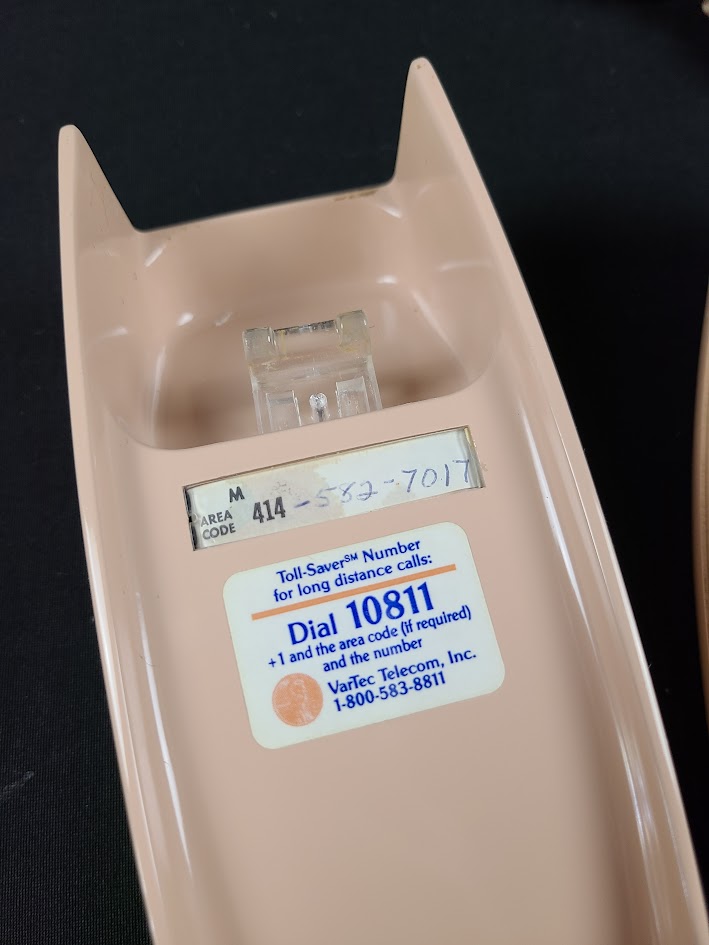 M
AREA CODE 414-582-7017
Toll-Saver℠ Number
for long distance calls:
Dial 10811
+1 and the area code (if required)
and the number
VarTec Telecom, Inc.
1-800-583-8811